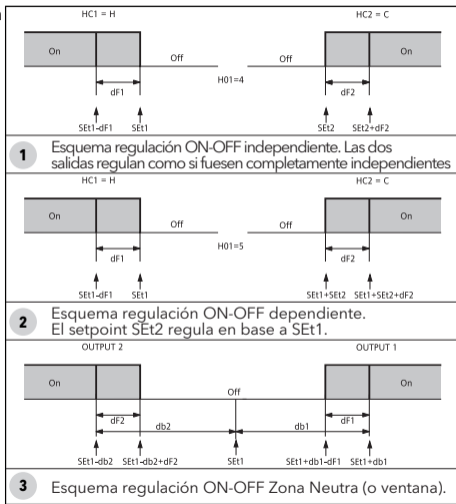 HC1 = H
HC2 = C
On
Off
Off
On
dF1
H01=4
dF2
SEt1-dF1
SEt1
SEt2
SEt2+dF2
1
Esquema regulación ON-OFF independiente. Las dos
salidas regulan como si fuesen completamente independientes
HC1 = H
HC2 = C
On
Off
Off
On
dF1
H01=5
dF2
SEt1-dF1
SEt1
SEt1+SEt2
SEt1+SEt2+dF2
2
Esquema regulación ON-OFF dependiente.
El setpoint SEt2 regula en base a SEt1.
OUTPUT 2
OUTPUT 1
On
Off
On
dF2
dF1
db2
db1
SEt1-db2
SEt1-db2+dF2
SEt1
SEt1+db1-dF1
SEt1+db1
3
Esquema regulación ON-OFF Zona Neutra (o ventana).